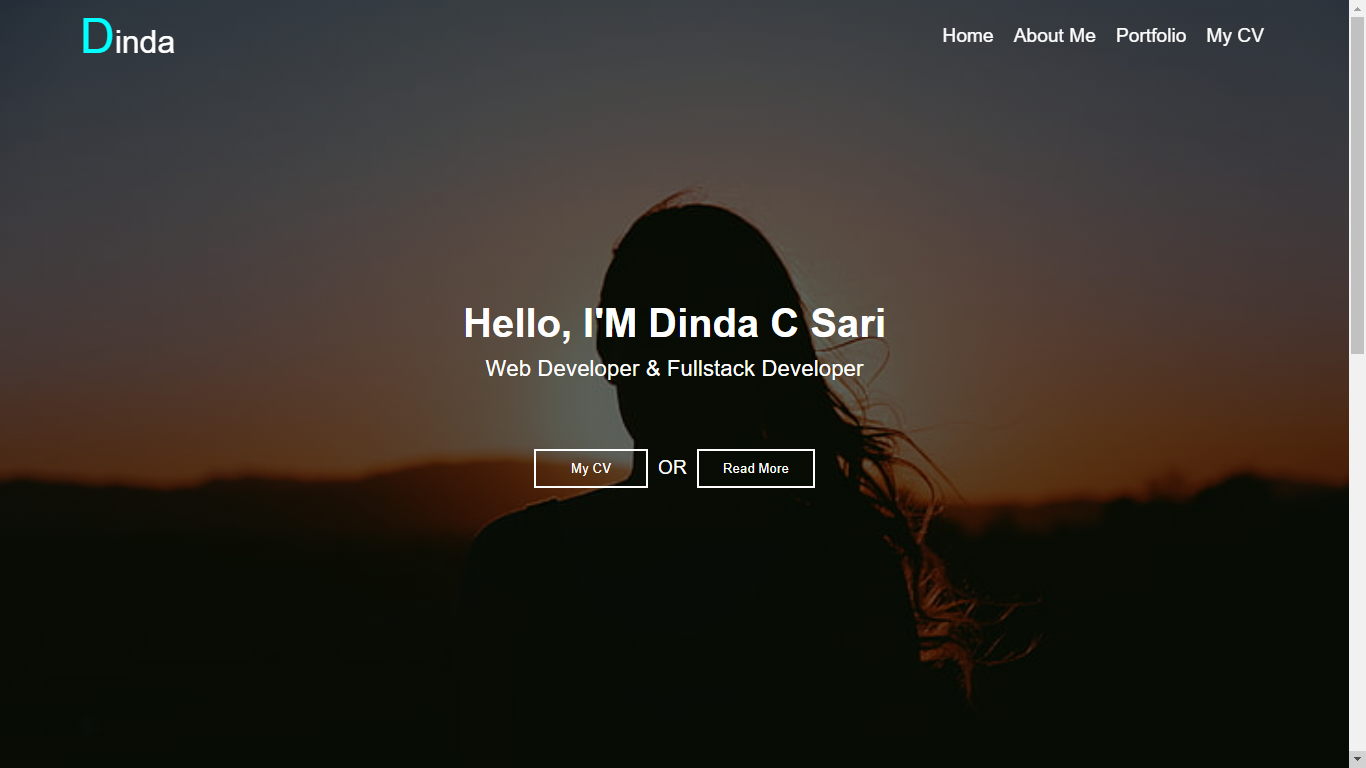 Dinda
Home About Me Portfolio My CV
Hello, I'M Dinda C Sari
Web Developer & Fullstack Developer
My CV OR Read More